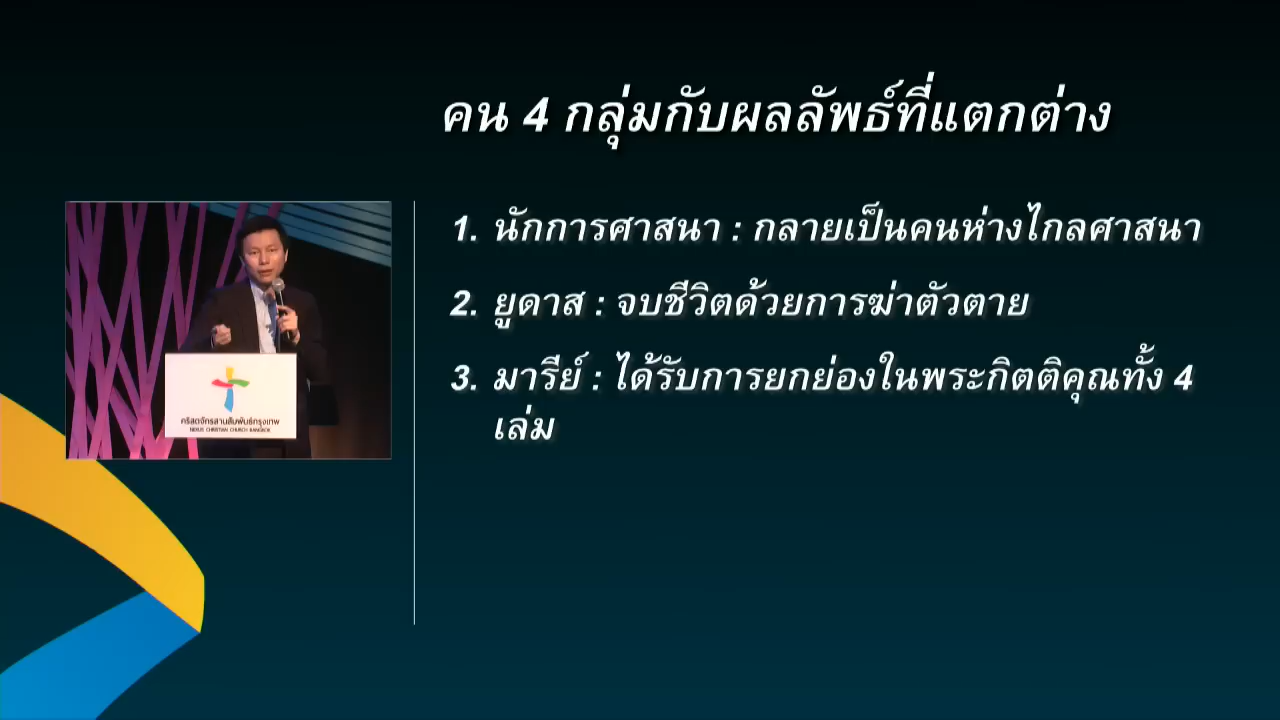 คน 4 กลุ่มกับผลลัพธ์ที่แตกต่าง
1. นักการศาสนา : กลายเป็นคนห่างไกลศาสนา
2. ยูดาส : จบชีวิตด้วยการฆ่าตัวตาย
3. มารีย์ : ได้รับการยกย่องในพระกิตติคุณทั้ง 4
เล่ม
คริสตจักรสานสัมพันธ์กรุงเทพ
NEXUS CHRISTIAN CHURCH BANGKOK